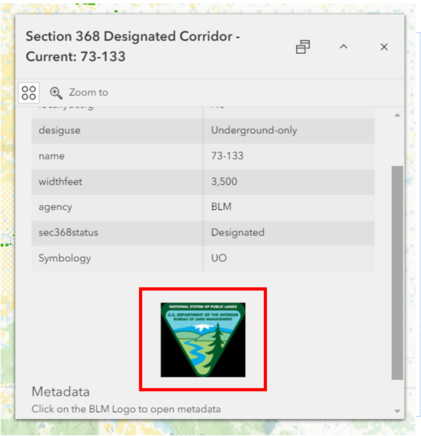 Section 368 Designated Corridor -
Current: 73-133
Zoom to
desiguse Underground-only
name 73-133
widthfeet 3,500
agency BLM
sec368status Designated
Symbology UO
NATIONAL SYSTEM OF PUBLIC LANDS
U.S. DEPARTMENT OF THE INTERIOR
BUREAU OF LAND MANAGEMENT
Metadata
Click on the BLM Logo to open metadata